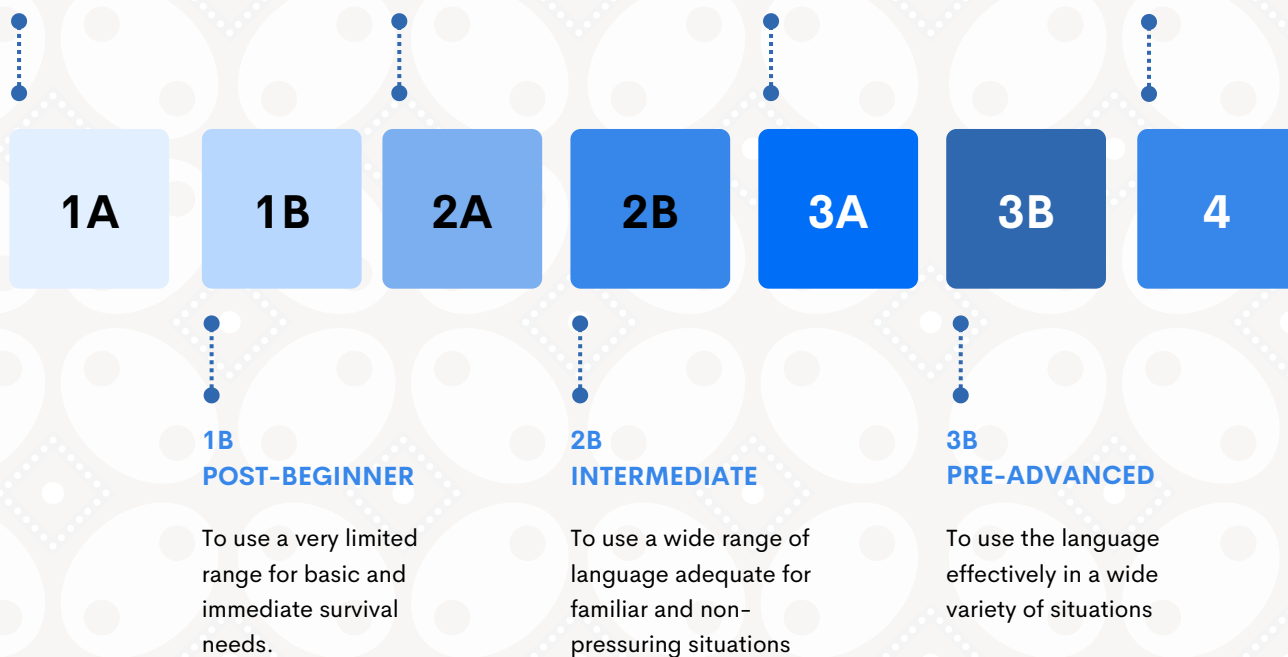 1A
1B
2A
2B
3A
3B
4
1B
POST-BEGINNER
To use a very limited
range for basic and
immediate survival
needs.
2B
INTERMEDIATE
To use a wide range of
language adequate for
familiar and non-
pressuring situations
3B
PRE-ADVANCED
To use the language
effectively in a wide
variety of situations